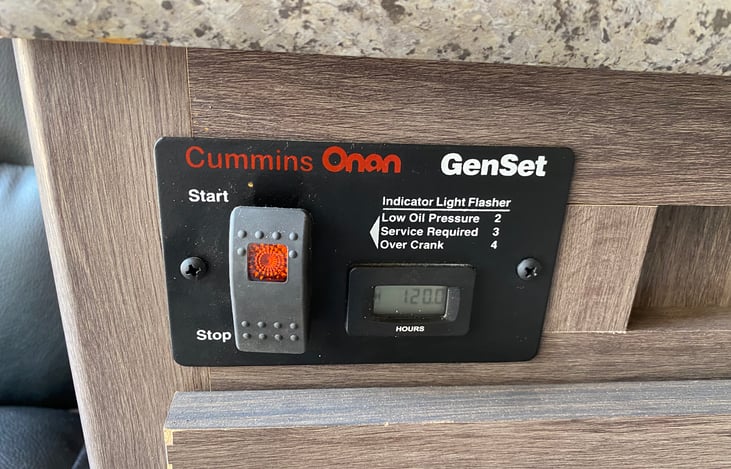 Cummins Onan GenSet
Start
Indicator Light Flasher
Low Oil Pressure 2
Service Required 3
Over Crank 4
120.0
Stop
HOURS